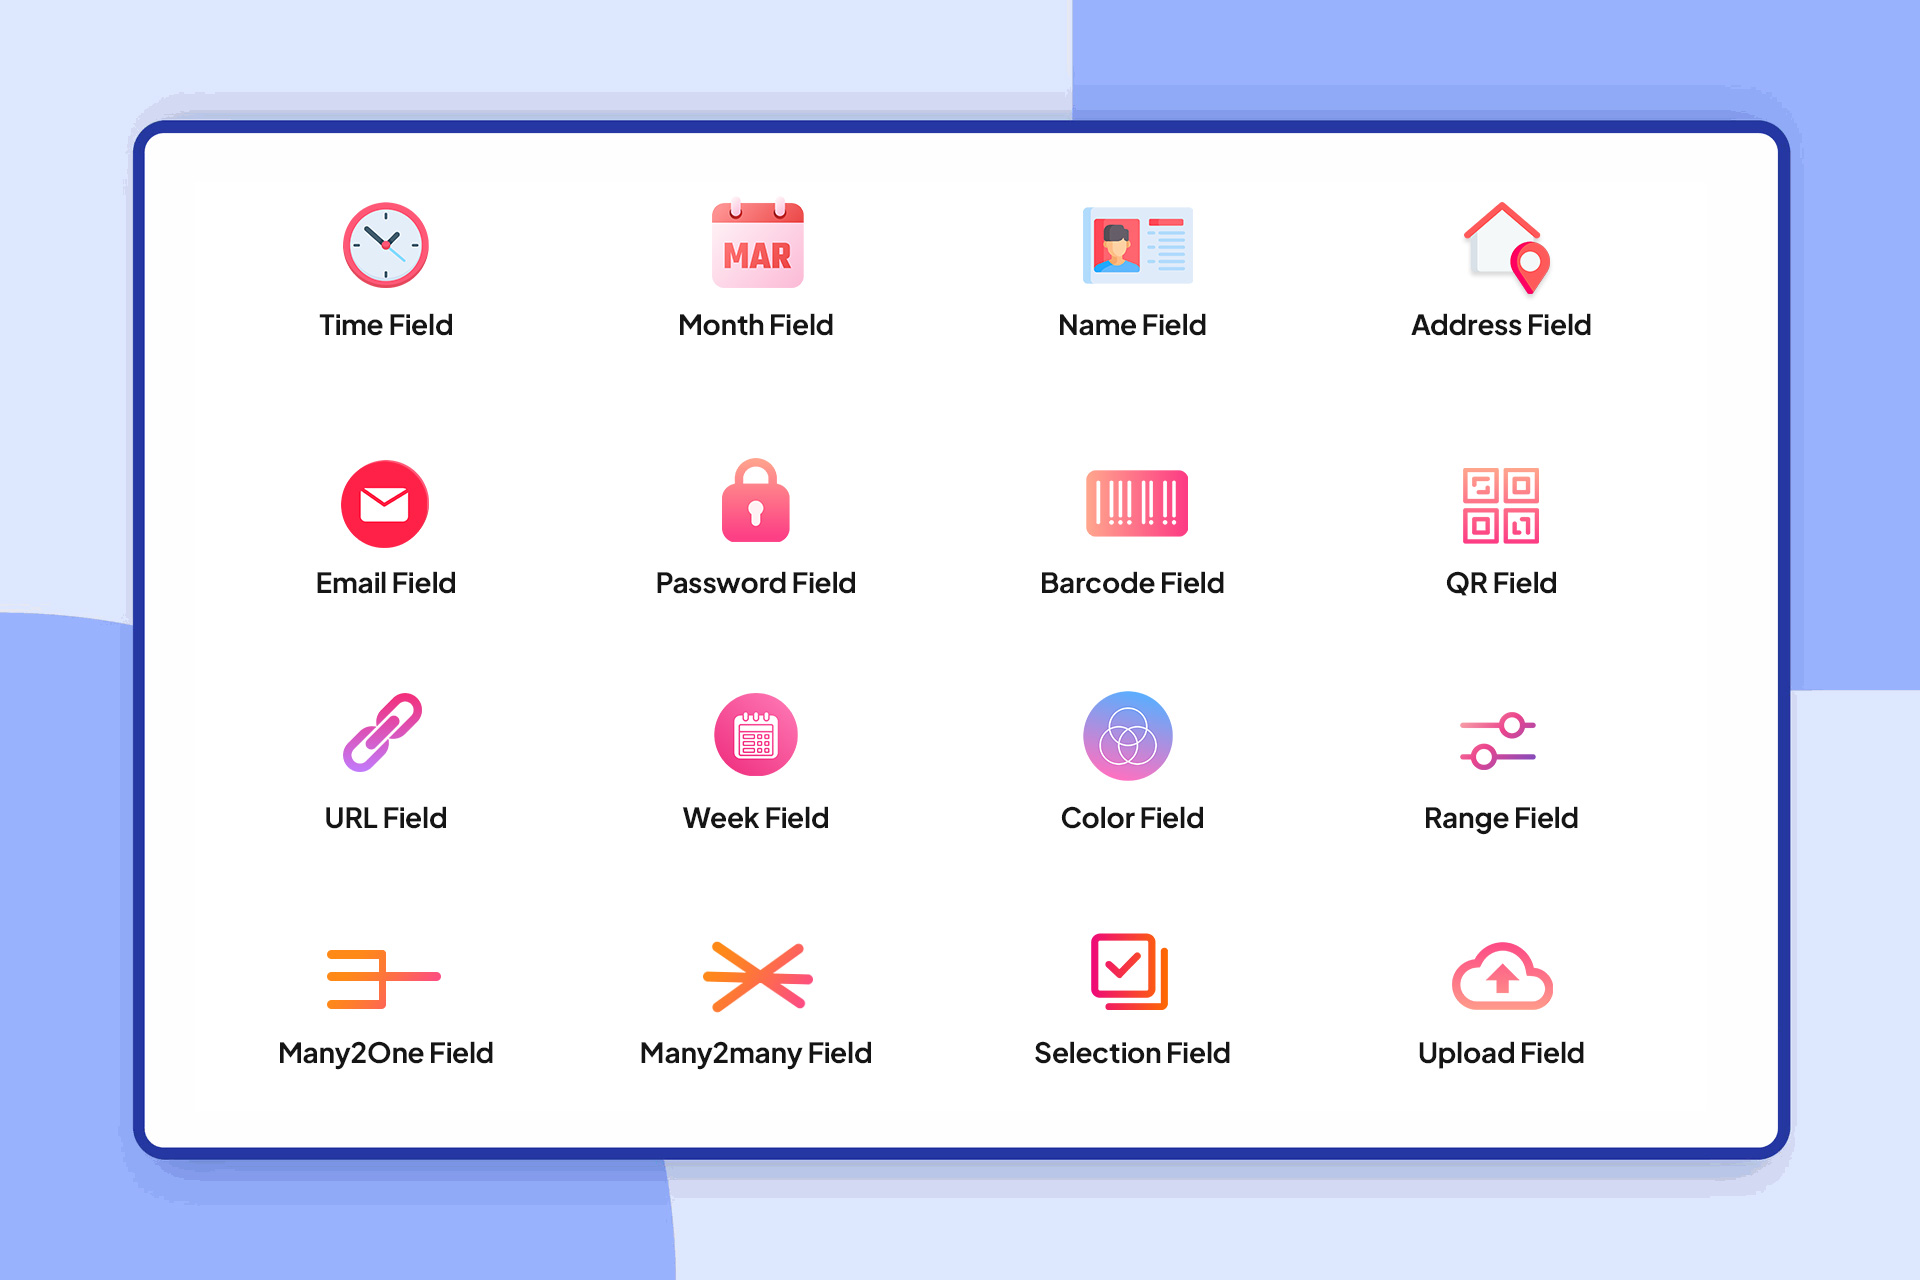 MAR
Time Field
Month Field
Name Field
Address Field
Email Field
Password Field
Barcode Field
QR Field
URL Field
Week Field
Color Field
Range Field
Many2One Field
Many2many Field
Selection Field
Upload Field